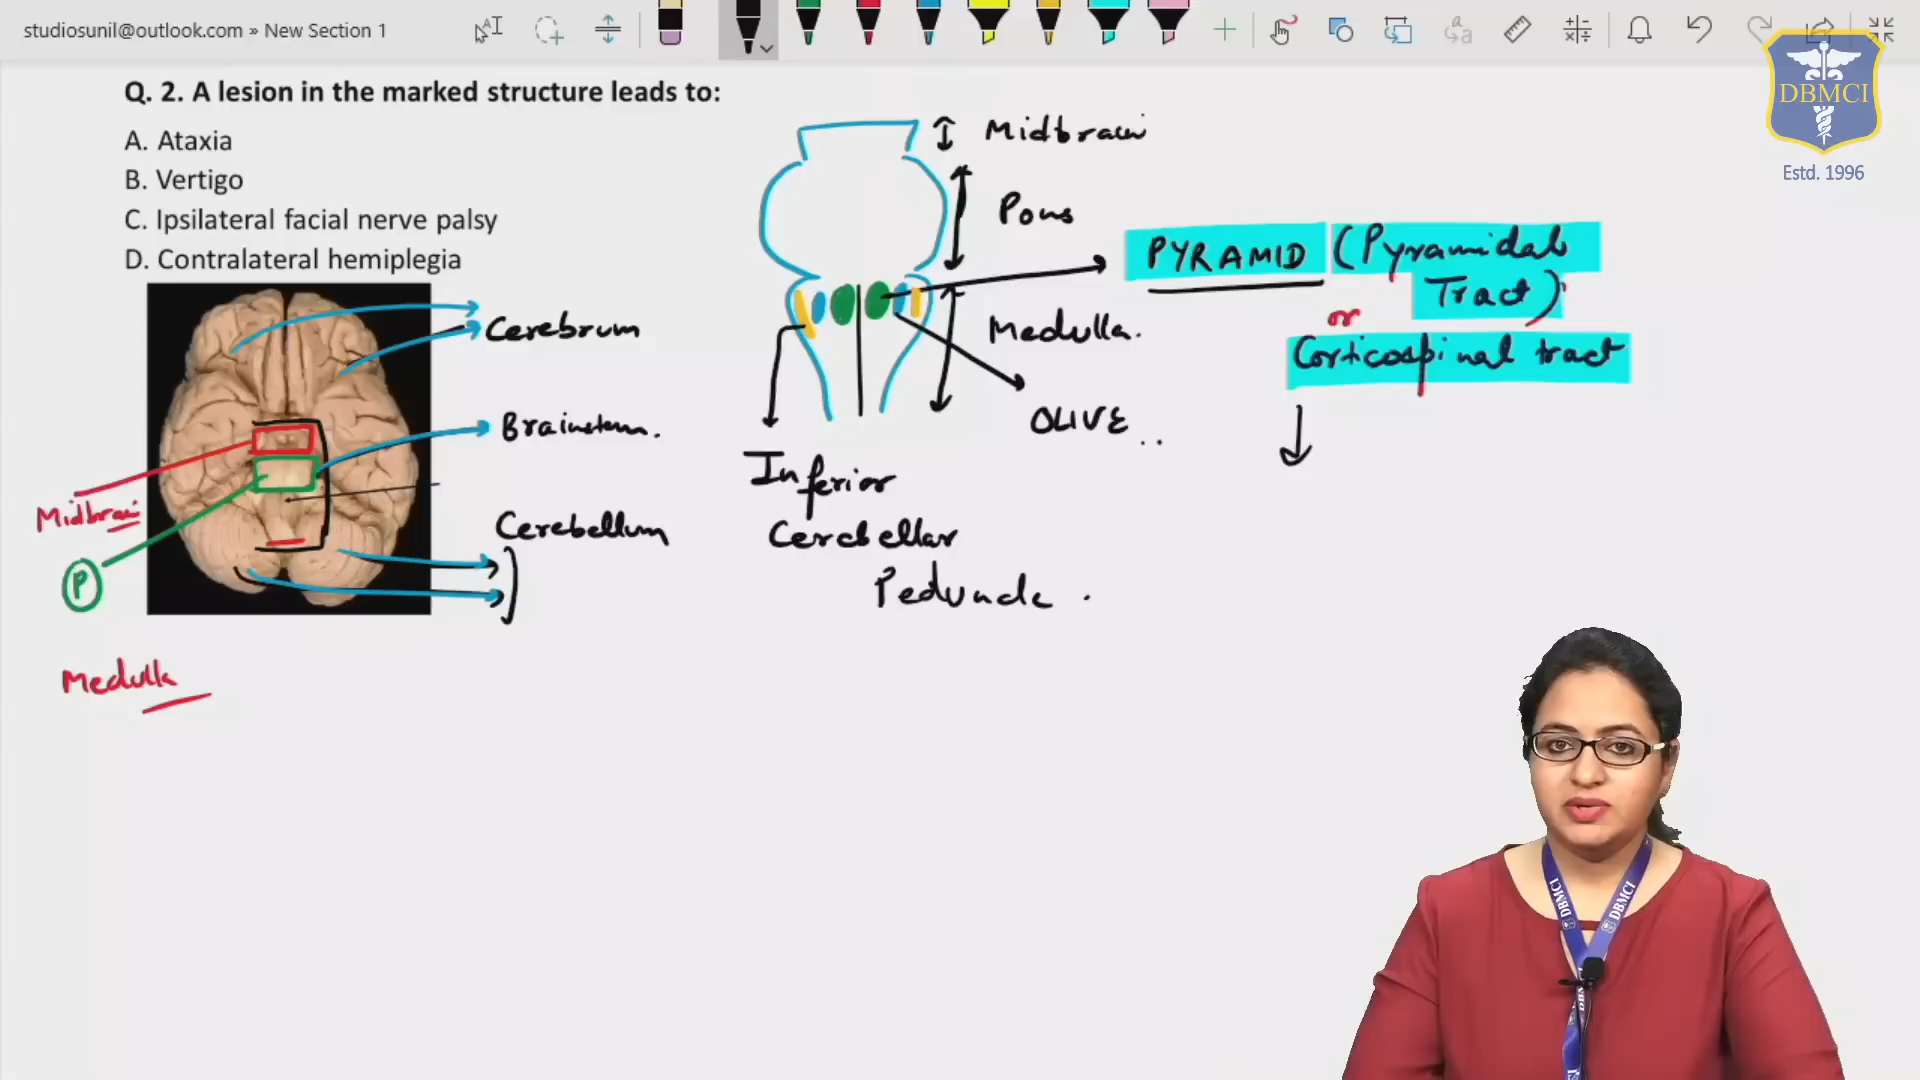 studiosunil@outlook.com » New Section 1
DBMCI
Estd. 1996
Q. 2. A lesion in the marked structure leads to:
A. Ataxia
B. Vertigo
C. Ipsilateral facial nerve palsy
D. Contralateral hemiplegia
Cerebrum
Brainstem.
Cerebellum
Midbrain
P
Medulla
Midbrain
Pons
Medulla.
OLIVE
Inferior
Cerebellar
Peduncle
PYRAMID (Pyramidal
Tract)
or
Corticospinal tract
DBMCI
DBMCI